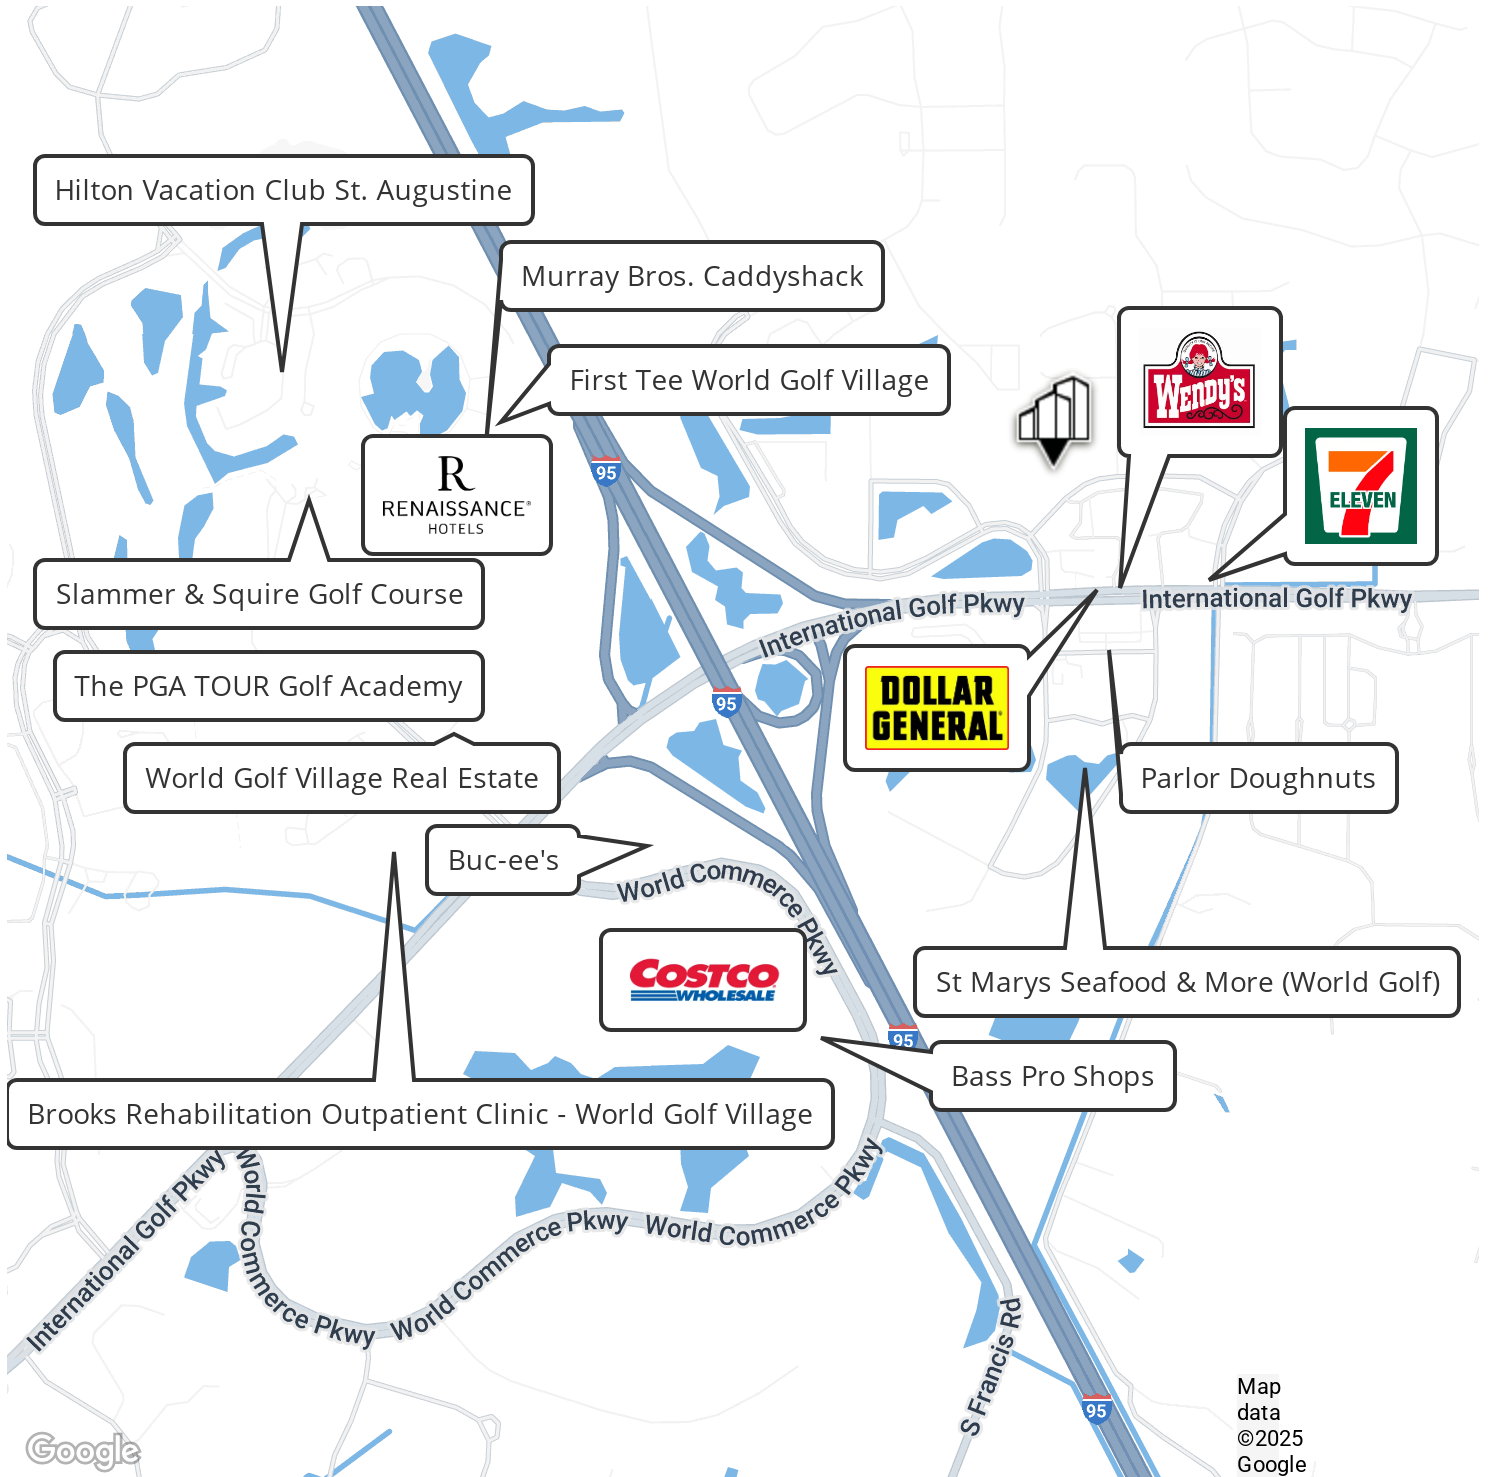 Hilton Vacation Club St. Augustine
Murray Bros. Caddyshack
First Tee World Golf Village
Wendy's
7
ELEVEN
95
R
RENAISSANCE®
HOTELS
Slammer & Squire Golf Course
International Golf Pkwy
International Golf Pkwy
The PGA TOUR Golf Academy
95
DOLLAR
GENERAL
World Golf Village Real Estate
Parlor Doughnuts
Buc-ee's
World Commerce Pkwy
COSTCO
WHOLESALE
St Marys Seafood & More (World Golf)
95
Bass Pro Shops
Brooks Rehabilitation Outpatient Clinic - World Golf Village
International Golf Pkwy
World Commerce Pkwy
World Commerce Pkwy
World Commerce Pkwy
S Francis Rd
95
Map
data
©2025
Google
Google